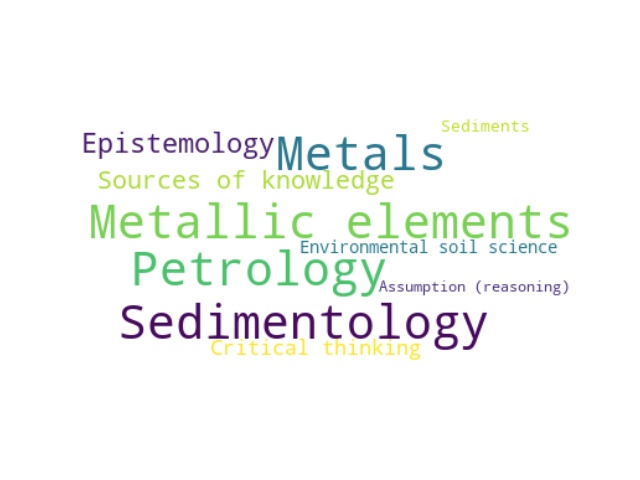 Sediments
Epistemology
Metals
Sources of knowledge
Metallic elements
Environmental soil science
Petrology
Assumption (reasoning)
Sedimentology
Critical thinking